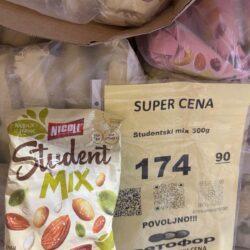 NICOLE
Student
MIX
SUPER CENA
Studentski mix 300g
174 90
POVOLJNO!!!